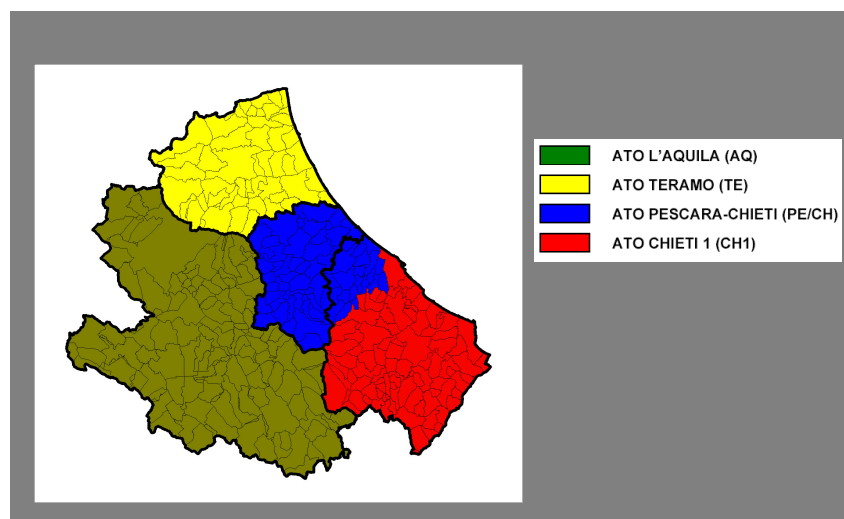 ATO L'AQUILA (AQ)
ATO TERAMO (TE)
ATO PESCARA-CHIETI (PE/CH)
ATO CHIETI 1 (CH1)